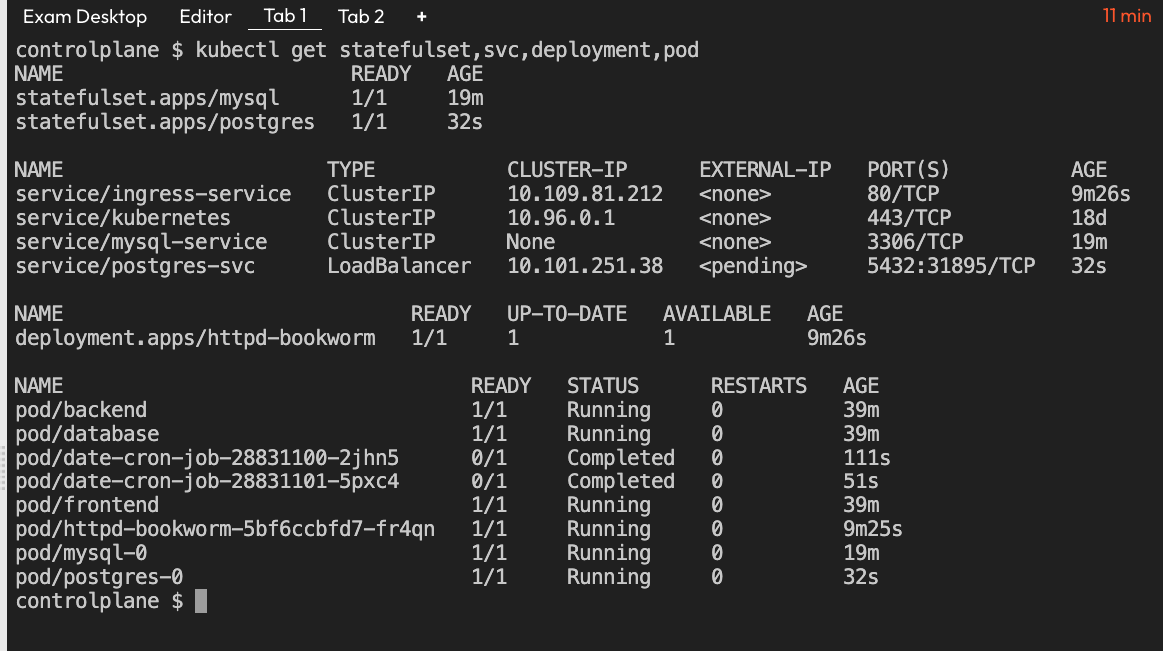 Exam Desktop Editor Tab 1 Tab 2 + 11 min
controlplane $ kubectl get statefulset,svc,deployment,pod
NAME READY AGE
statefulset.apps/mysql 1/1 19m
statefulset.apps/postgres 1/1 32s
NAME TYPE CLUSTER-IP EXTERNAL-IP PORT(S) AGE
service/ingress-service ClusterIP 10.109.81.212 <none> 80/TCP 9m26s
service/kubernetes ClusterIP 10.96.0.1 <none> 443/TCP 18d
service/mysql-service ClusterIP None <none> 3306/TCP 19m
service/postgres-svc LoadBalancer 10.101.251.38 <pending> 5432:31895/TCP 32s
NAME READY UP-TO-DATE AVAILABLE AGE
deployment.apps/httpd-bookworm 1/1 1 1 9m26s
NAME READY STATUS RESTARTS AGE
pod/backend 1/1 Running 0 39m
pod/database 1/1 Running 0 39m
pod/date-cron-job-28831100-2jhn5 0/1 Completed 0 111s
pod/date-cron-job-28831101-5pxc4 0/1 Completed 0 51s
pod/frontend 1/1 Running 0 39m
pod/httpd-bookworm-5bf6ccbfd7-fr4qn 1/1 Running 0 9m25s
pod/mysql-0 1/1 Running 0 19m
pod/postgres-0 1/1 Running 0 32s
controlplane $